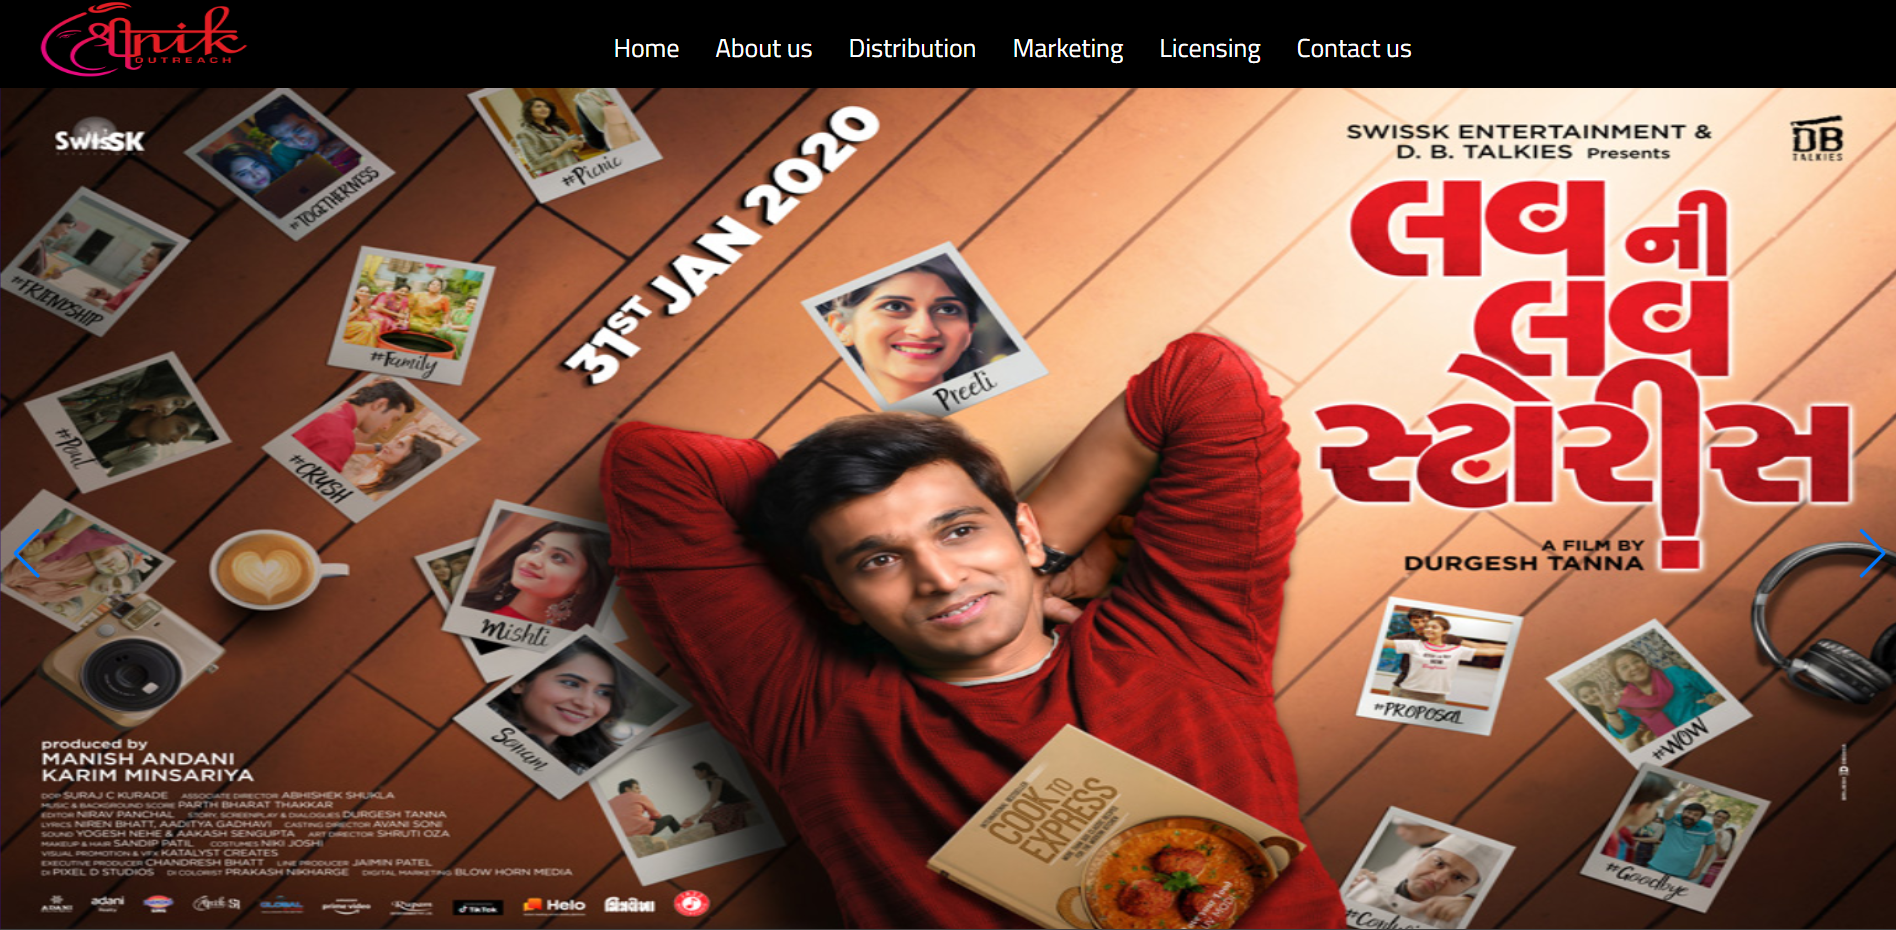 श्रीnik
OUTREACH
Home About us Distribution Marketing Licensing Contact us
SWISSK
#TOGETHERNESS
#Picnic
31ST JAN 2020
SWISSK ENTERTAINMENT &
D. B. TALKIES Presents
DB
TALKIES
લવ ની
લવ
સ્ટોરીસ
A FILM BY
DURGESH TANNA
#FRIENDSHIP
#Family
Preeti
#Poul
#CRUSH
Mishti
Sonam
#PROPOSAL
#WOW
#Goodbye
COOK TO
EXPRESS
produced by
MANISH ANDANI
KARIM MINSARIYA
DOP SURAJ C KURADE ASSOCIATE DIRECTOR ABHISHEK SHUKLA
MUSIC & BACKGROUND SCORE PARTH BHARAT THAKKAR
EDITOR NIRAV PANCHAL STORY, SCREENPLAY & DIALOGUES DURGESH TANNA
LYRICS NIREN BHATT, AADITYA GADHAVI CASTING DIRECTOR AVANI SONI
SOUND YOGESH NEHE & AAKASH SENGUPTA ART DIRECTOR SHRUTI OZA
MAKEUP & HAIR SANDIP PATIL COSTUMES NIKI JOSHI
VISUAL PROMOTION & VFX KATALYST CREATES
EXECUTIVE PRODUCER CHANDRESH BHATT LINE PRODUCER JAIMIN PATEL
DI PIXEL D STUDIOS DI COLORIST PRAKASH NIKHARGE DIGITAL MARKETING BLOW HORN MEDIA
ADANI adani GLOBAL prime video Rupam TikTok Helo